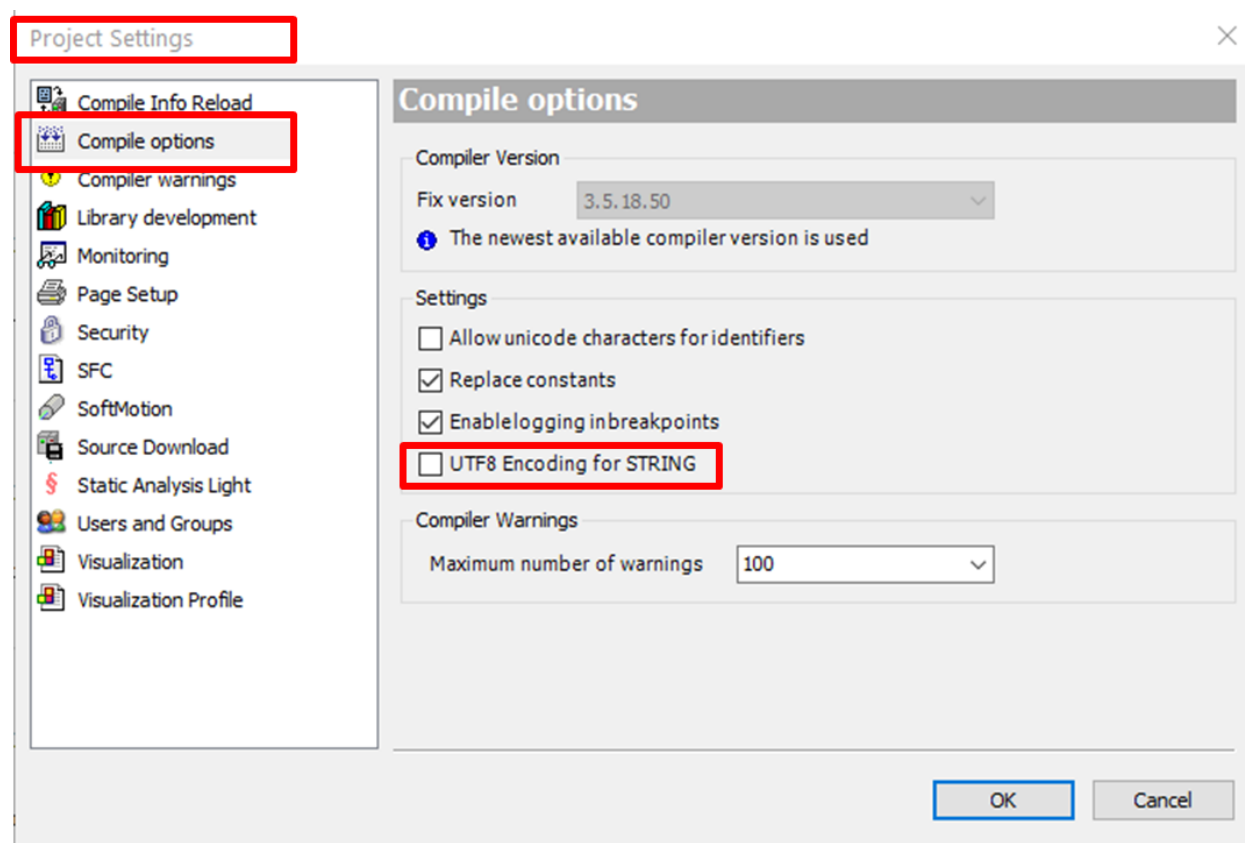 Project Settings
Compile Info Reload
Compile options
Compiler warnings
Library development
Monitoring
Page Setup
Security
SFC
SoftMotion
Source Download
Static Analysis Light
Users and Groups
Visualization
Visualization Profile
Compile options
Compiler Version
Fix version 3.5.18.50
The newest available compiler version is used
Settings
Allow unicode characters for identifiers
Replace constants
Enable logging in breakpoints
UTF8 Encoding for STRING
Compiler Warnings
Maximum number of warnings 100
OK Cancel